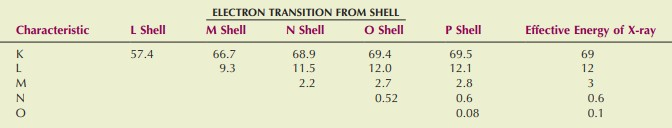 ELECTRON TRANSITION FROM SHELL
Characteristic L Shell M Shell N Shell O Shell P Shell Effective Energy of X-ray
K 57.4 66.7 68.9 69.4 69.5 69
L 9.3 11.5 12.0 12.1 12
M 2.2 2.7 2.8 3
N 0.52 0.6 0.6
O 0.08 0.1